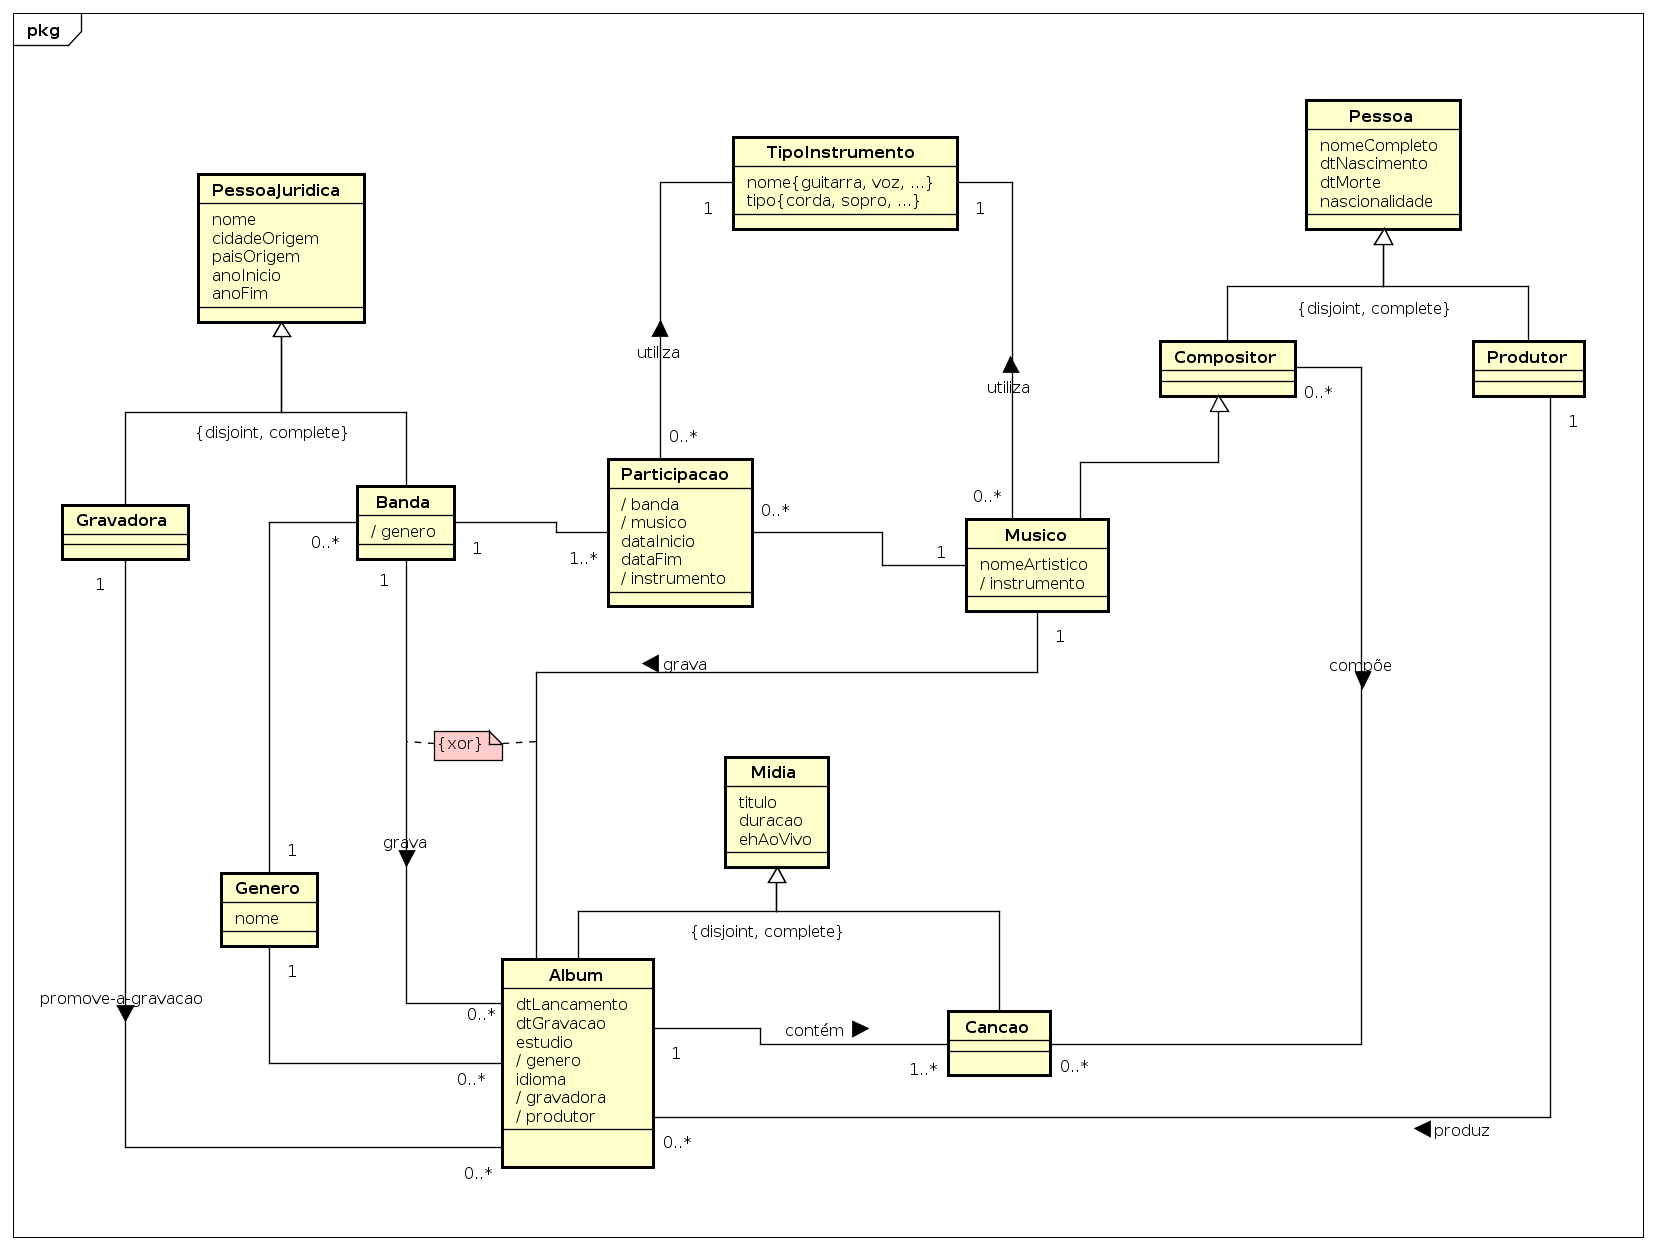 pkg
Pessoa
nomeCompleto
dtNascimento
dtMorte
nascionalidade
TipoInstrumento
nome{guitarra, voz, ...}
tipo{corda, sopro, ...}
PessoaJuridica
nome
cidadeOrigem
paisOrigem
anoInicio
anoFim
1
1
{disjoint, complete}
utiliza
utiliza
Compositor
0..*
Produtor
1
{disjoint, complete}
0..*
0..*
Gravadora
1
Banda
/ genero
0..*
1
1
1..*
Participacao
/ banda
/ musico
dataInicio
dataFim
/ instrumento
0..*
1
Musico
nomeArtistico
/ instrumento
1
grava
compõe
{xor}
Midia
titulo
duracao
ehAoVivo
grava
1
Genero
nome
1
{disjoint, complete}
promove-a-gravacao
Album
dtLancamento
dtGravacao
estudio
/ genero
idioma
/ gravadora
/ produtor
0..*
0..*
0..*
1
contém
1..*
Cancao
0..*
0..*
produz